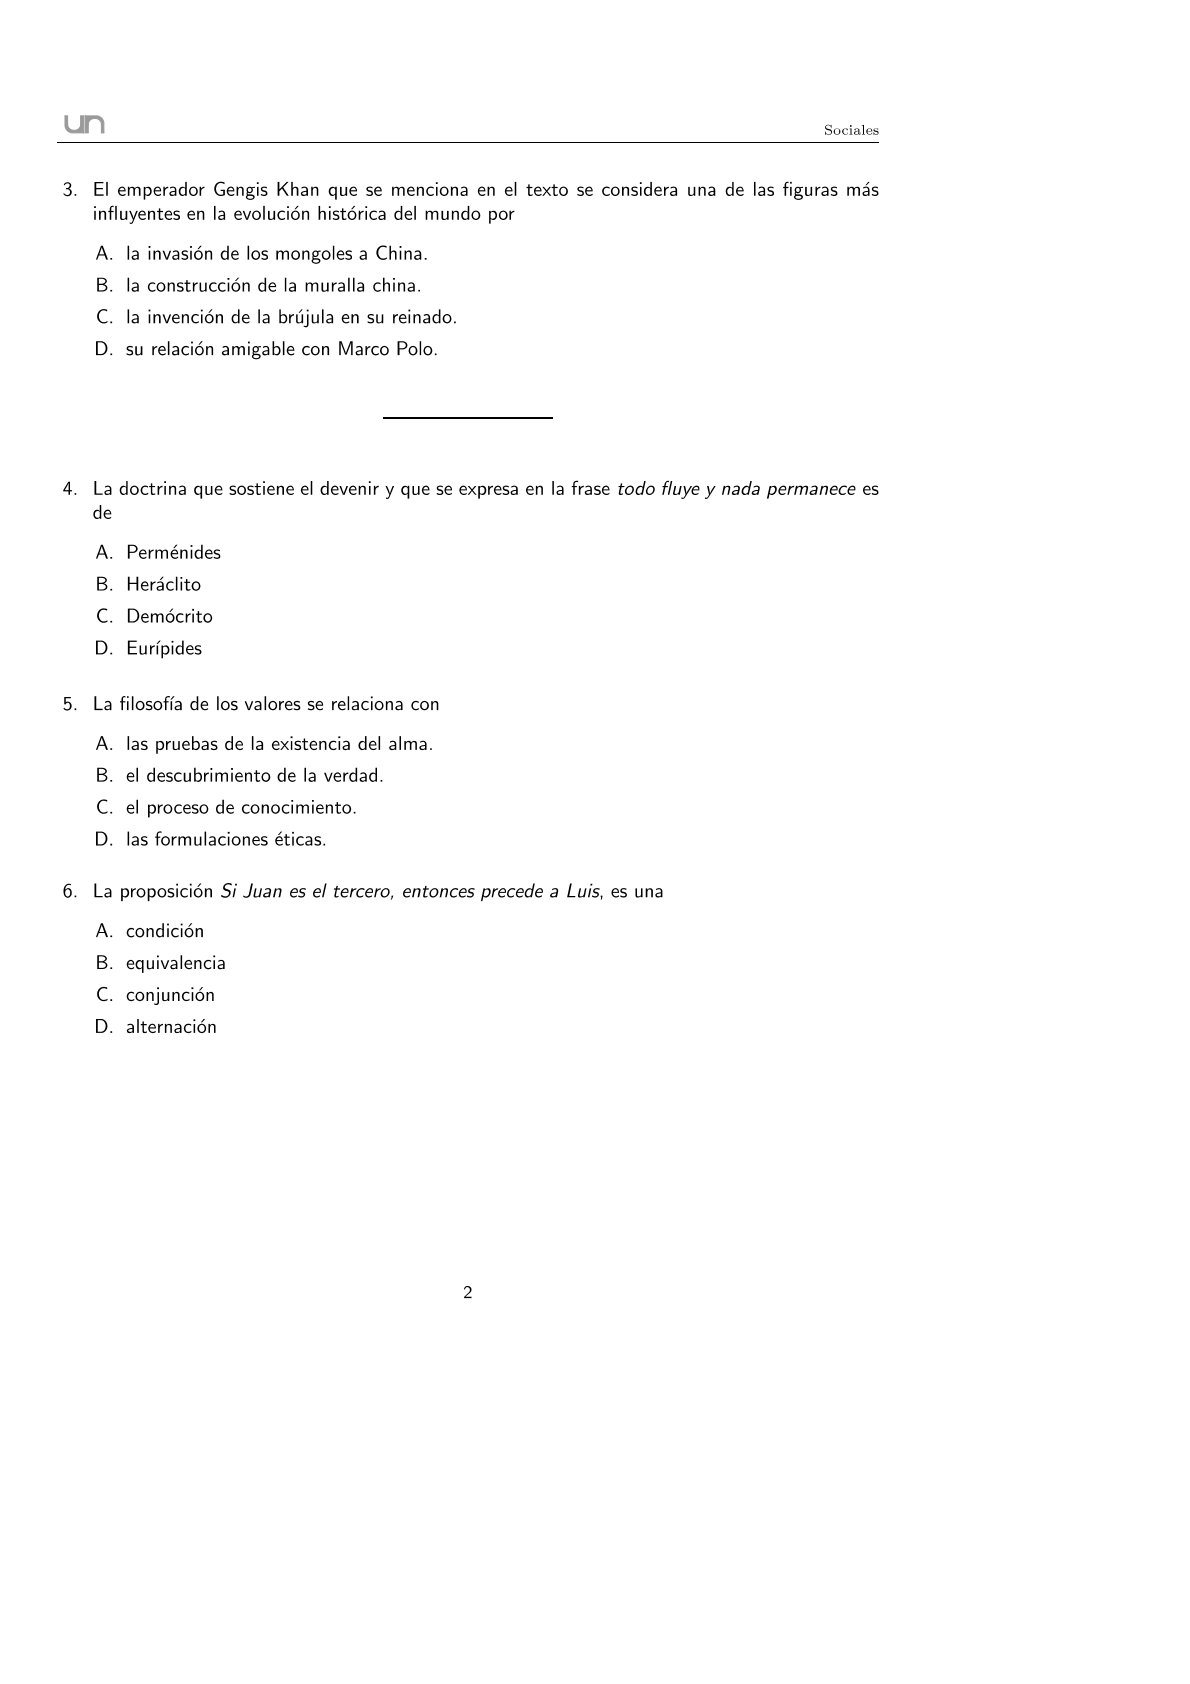 un
Sociales
3. El emperador Gengis Khan que se menciona en el texto se considera una de las figuras más
influyentes en la evolución histórica del mundo por
A. la invasión de los mongoles a China.
B. la construcción de la muralla china.
C. la invención de la brújula en su reinado.
D. su relación amigable con Marco Polo.
4. La doctrina que sostiene el devenir y que se expresa en la frase todo fluye y nada permanece es
de
A. Perménides
B. Heráclito
C. Demócrito
D. Eurípides
5. La filosofía de los valores se relaciona con
A. las pruebas de la existencia del alma.
B. el descubrimiento de la verdad.
C. el proceso de conocimiento.
D. las formulaciones éticas.
6. La proposición Si Juan es el tercero, entonces precede a Luis, es una
A. condición
B. equivalencia
C. conjunción
D. alternación
2